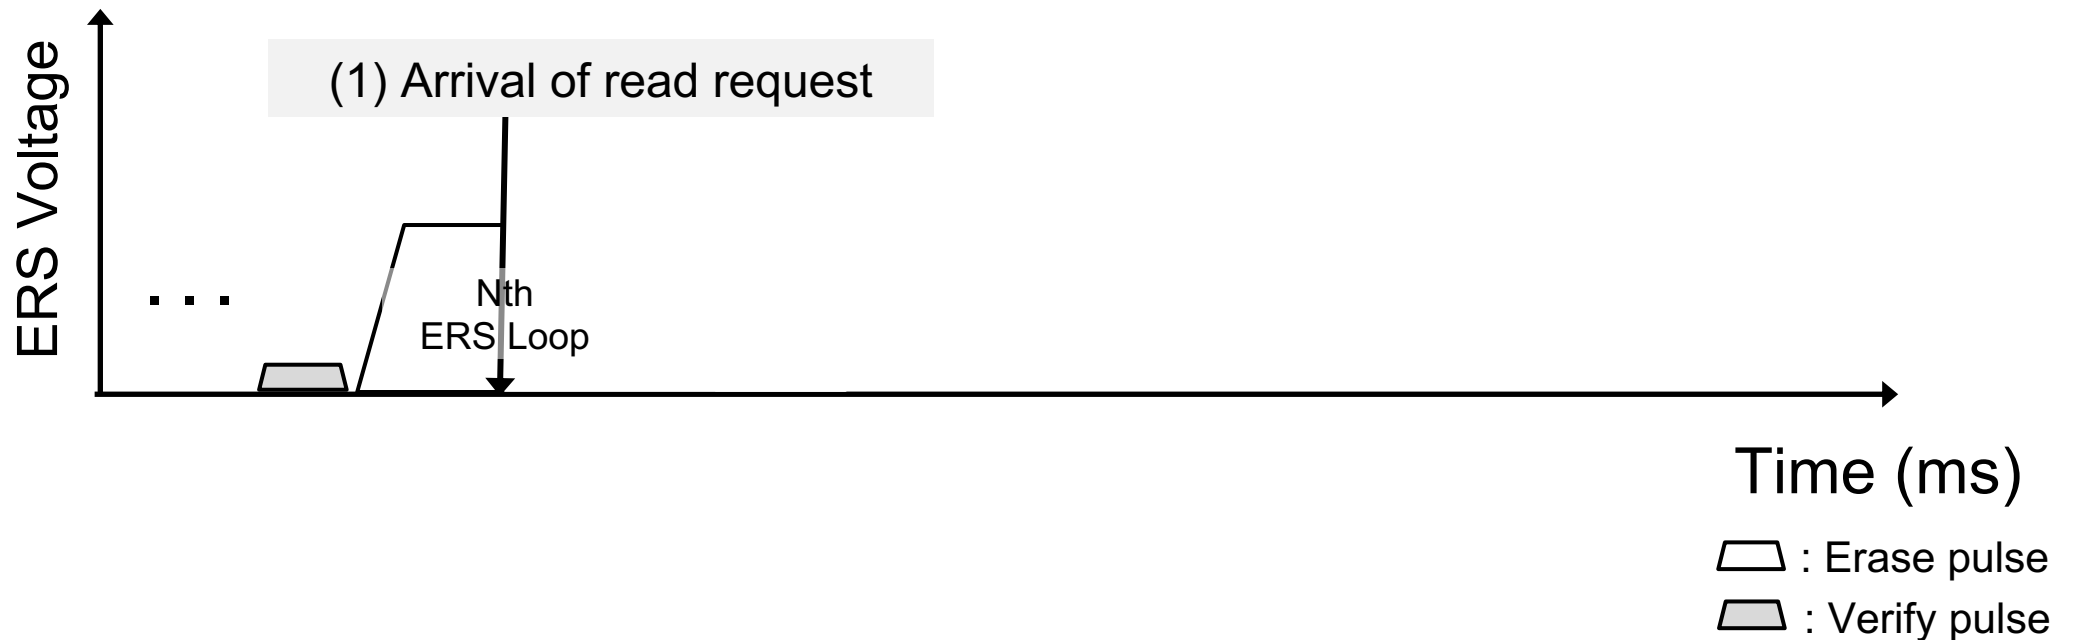 ERS Voltage
(1) Arrival of read request
. . .
Nth
ERS Loop
Time (ms)
: Erase pulse
: Verify pulse